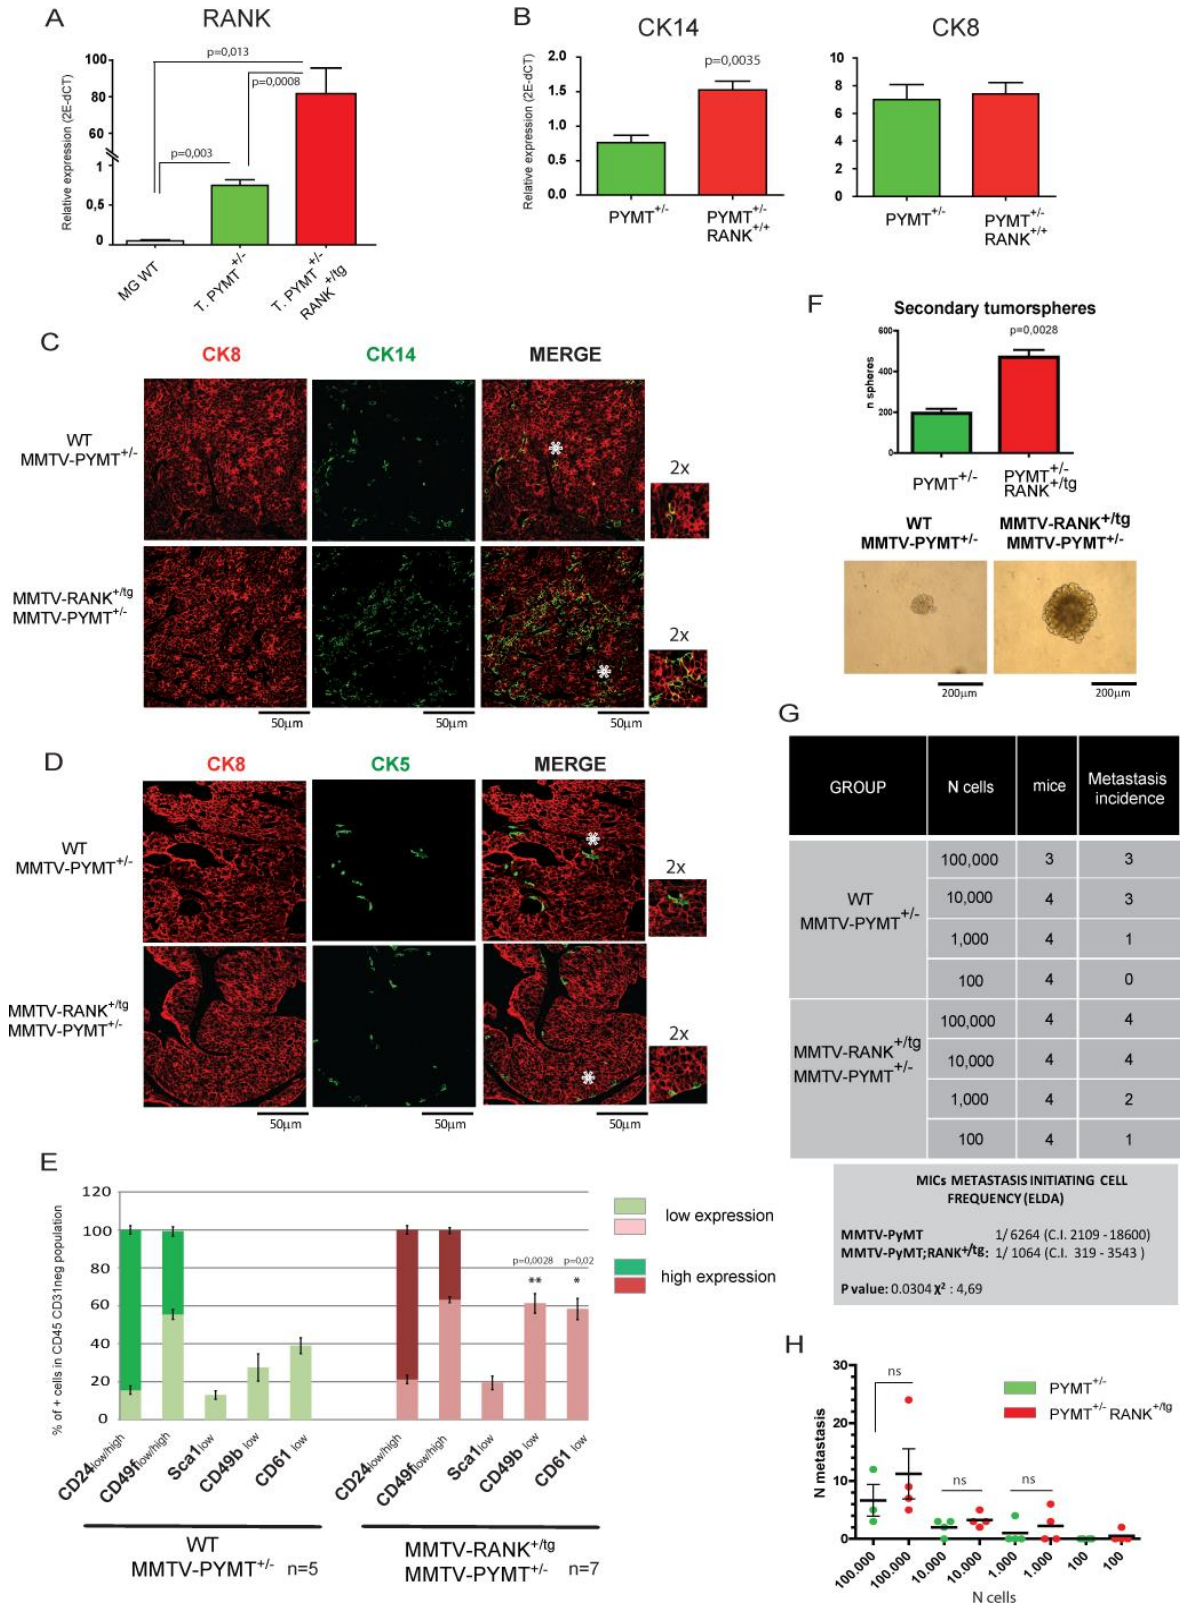 A
RANK
Relative expression (2E-dCT)
100
80
60
1
0,5
0
p=0,013
p=0,0008
p=0,003
MG WT
T. PYMT+/-
T. PYMT+/-
RANK+/tg
B
CK14
Relative expression (2E-dCT)
2.0
1.5
1.0
0.5
0.0
p=0,0035
PYMT+/-
PYMT+/-
RANK+/+
CK8
10
8
6
4
2
0
PYMT+/-
PYMT+/-
RANK+/+
C
CK8
CK14
MERGE
WT
MMTV-PYMT+/-
2x
MMTV-RANK+/tg
MMTV-PYMT+/-
2x
50µm
50µm
50µm
D
CK8
CK5
MERGE
WT
MMTV-PYMT+/-
2x
MMTV-RANK+/tg
MMTV-PYMT+/-
2x
50µm
50µm
50µm
E
% of + cells in CD45 CD31neg population
120
100
80
60
40
20
0
p=0,0028
**
p=0,02
*
low expression
high expression
CD24low/high
CD49flow/high
Sca1low
CD49b low
CD61 low
CD24low/high
CD49flow/high
Sca1low
CD49b low
CD61 low
WT
MMTV-PYMT+/- n=5
MMTV-RANK+/tg
MMTV-PYMT+/- n=7
F
Secondary tumorspheres
n spheres
600
400
200
0
p=0,0028
PYMT+/-
PYMT+/-
RANK+/tg
WT
MMTV-PYMT+/-
MMTV-RANK+/tg
MMTV-PYMT+/-
200µm
200µm
G
GROUP N cells mice Metastasis incidence
WT
MMTV-PYMT+/-
100,000 3 3
10,000 4 3
1,000 4 1
100 4 0
MMTV-RANK+/tg
MMTV-PYMT+/-
100,000 4 4
10,000 4 4
1,000 4 2
100 4 1
MICs METASTASIS INITIATING CELL
FREQUENCY (ELDA)
MMTV-PyMT 1/ 6264 (C.I. 2109 - 18600)
MMTV-PyMT;RANK+/tg: 1/ 1064 (C.I. 319 - 3543 )
P value: 0.0304 χ² : 4,69
H
N metastasis
30
20
10
0
ns
ns
ns
PYMT+/-
PYMT+/- RANK+/tg
100.000
100.000
10.000
10.000
1.000
1.000
100
100
N cells